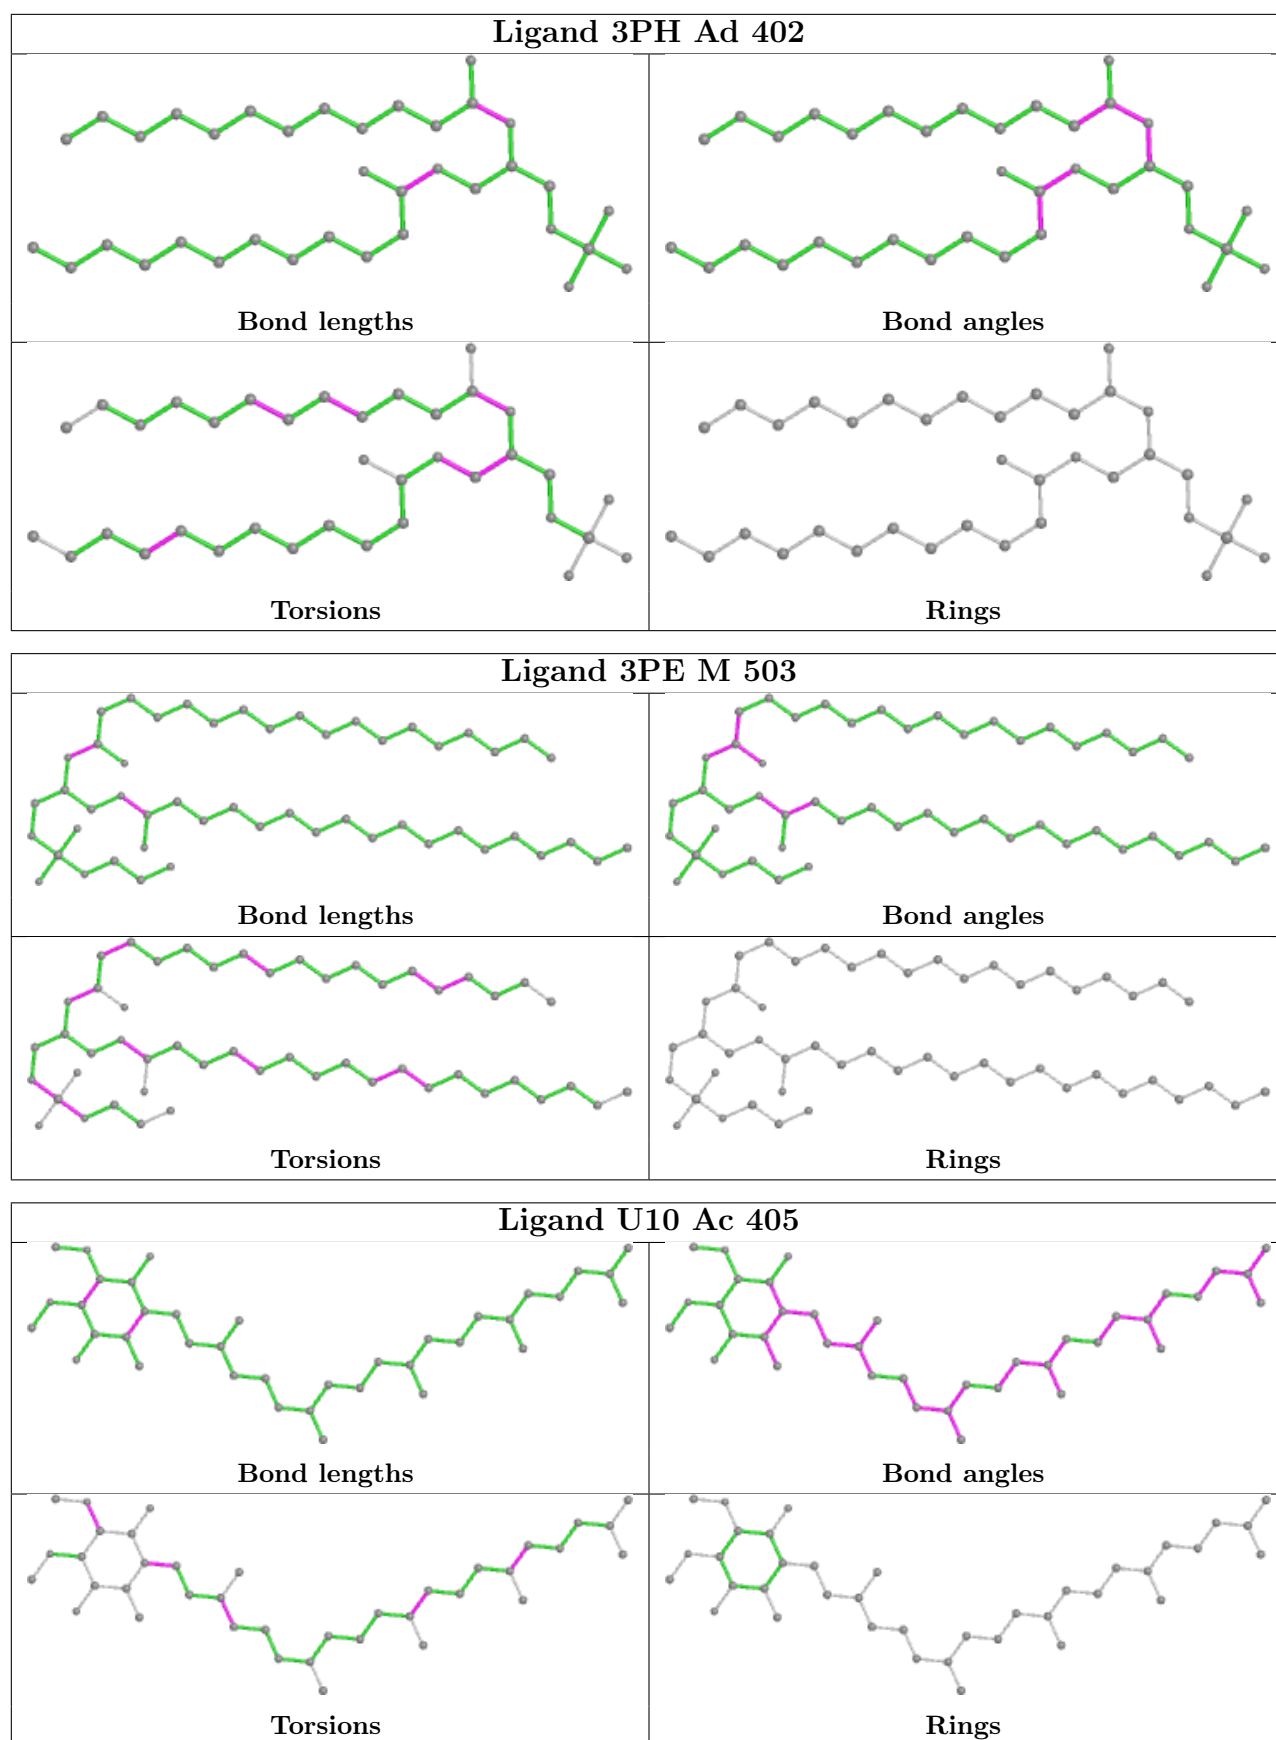 Ligand 3PH Ad 402
Bond lengths
Bond angles
Torsions
Rings
Ligand 3PE M 503
Bond lengths
Bond angles
Torsions
Rings
Ligand U10 Ac 405
Bond lengths
Bond angles
Torsions
Rings